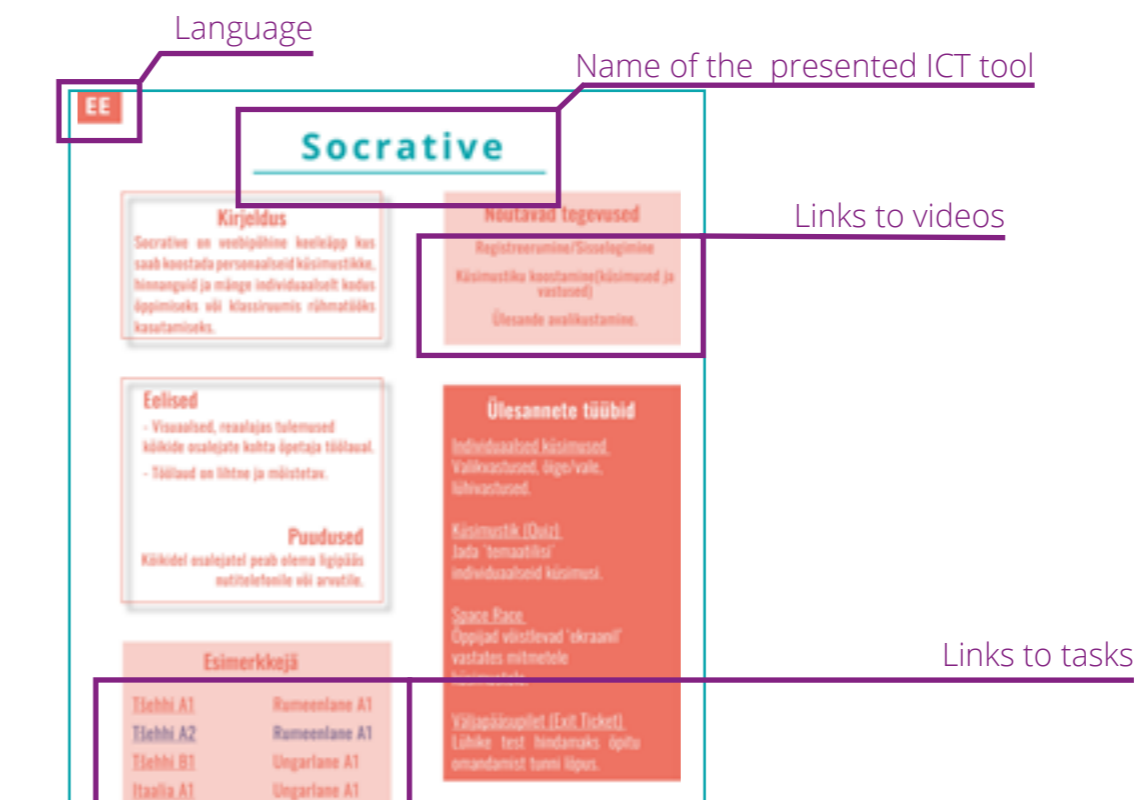 Language
Name of the presented ICT tool
EE
Socrative
Kirjeldus
Socrative on veebipõhine keeleäpp kus
saab koostada personaalseid küsimustikke,
hinnanguid ja mänge individuaalselt kodus
õppimiseks või klassiruumis rühmatööks
kasutamiseks.
Nõutavad tegevused
Links to videos
Registreerumine/Sisselogimine
Küsimustiku koostamine(küsimused ja
vastused)
Ülesande avalikustamine.
Eelised
- Visuaalsed, reaalajas tulemused
kõikide osalejate kohta õpetaja töölaual.
- Töölaud on lihtne ja mõistetav.
Puudused
Kõikidel osalejatel peab olema ligipääs
nutitelefonile või arvutile.
Ülesannete tüübid
Individuaalsed küsimused
Valikvastused, õige/vale,
lühivastused.
Küsimustik (Quiz)
Jada 'temaatilisi'
individuaalseid küsimusi.
Space Race
Õppijad võistlevad 'ekraanil'
vastates mitmetele
Väljapääsupilet (Exit Ticket)
Lühike test hindamaks õpitu
omandamist tunni lõpus.
Links to tasks
Esimerkkejä
Tšehhi A1 Rumeenlane A1
Tšehhi A2 Rumeenlane A1
Tšehhi B1 Ungarlane A1
Itaalia A1 Ungarlane A1